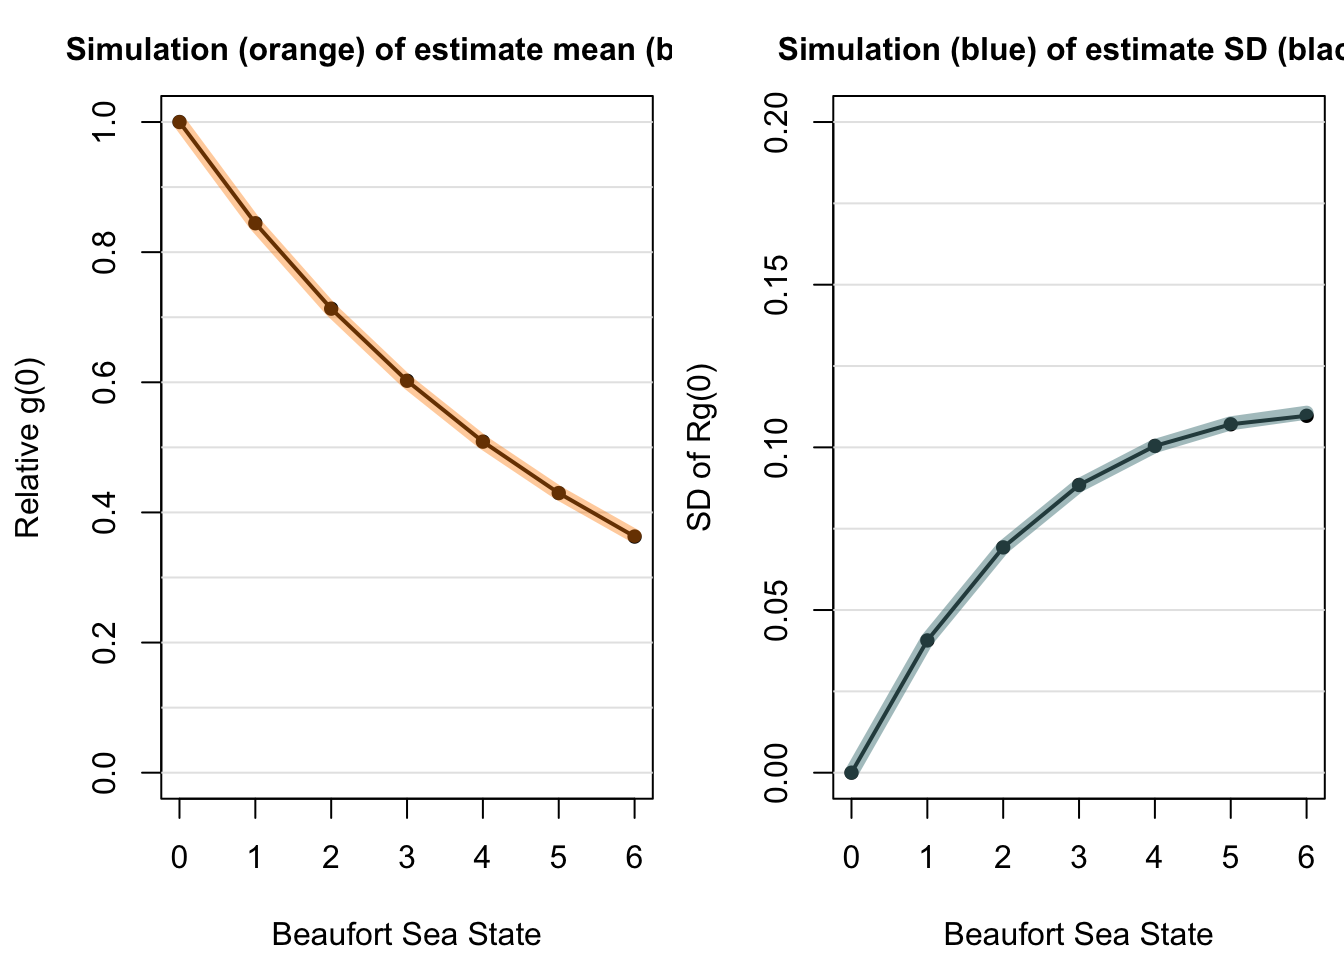 Simulation (orange) of estimate mean (b
Relative g(0)
1.0
0.8
0.6
0.4
0.2
0.0
0 1 2 3 4 5 6
Beaufort Sea State
Simulation (blue) of estimate SD (blac
SD of Rg(0)
0.20
0.15
0.10
0.05
0.00
0 1 2 3 4 5 6
Beaufort Sea State